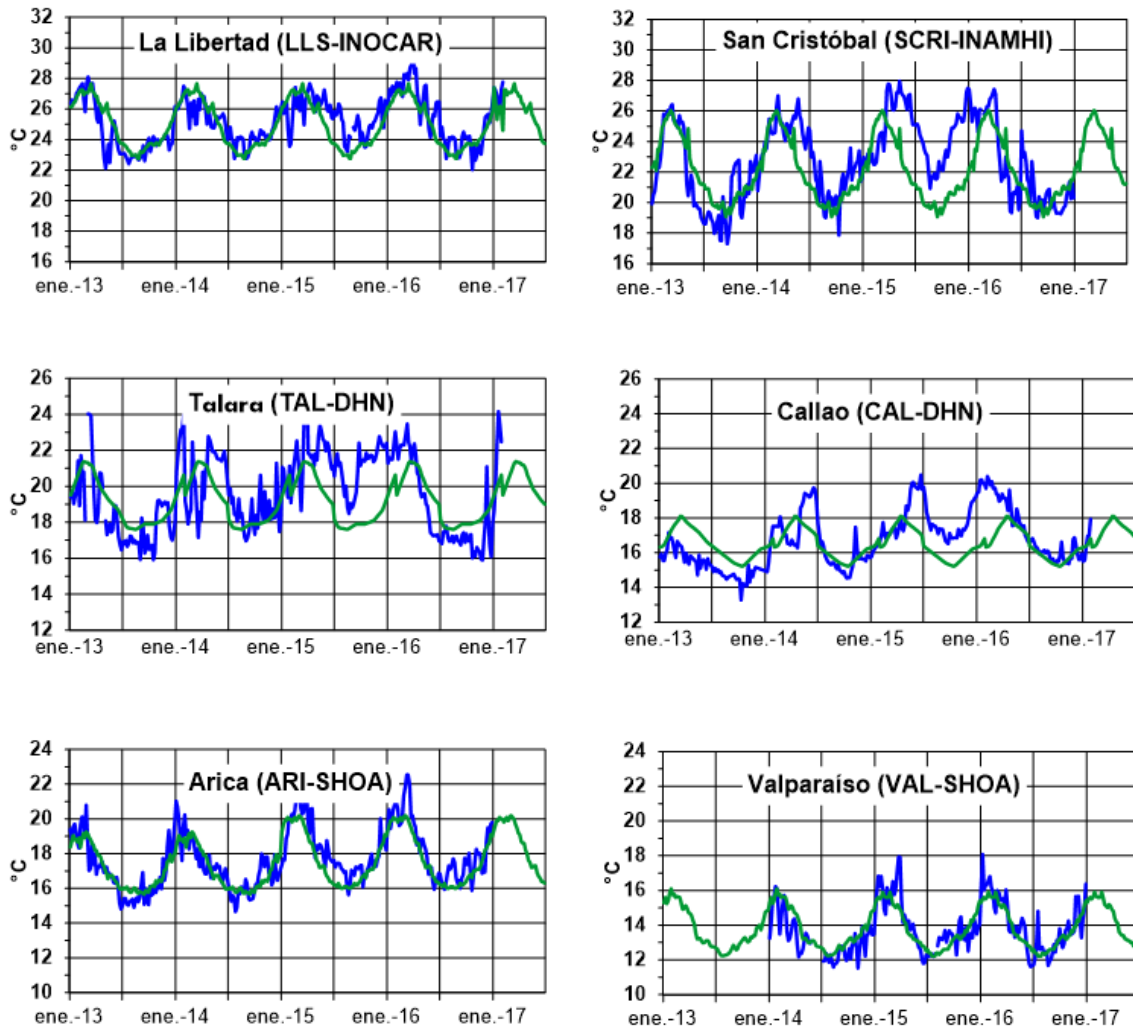 La Libertad (LLS-INOCAR)
°C
32
30
28
26
24
22
20
18
16
ene.-13 ene.-14 ene.-15 ene.-16 ene.-17
San Cristóbal (SCRI-INAMHI)
°C
32
30
28
26
24
22
20
18
16
ene.-13 ene.-14 ene.-15 ene.-16 ene.-17
Talara (TAL-DHN)
°C
26
24
22
20
18
16
14
12
ene.-13 ene.-14 ene.-15 ene.-16 ene.-17
Callao (CAL-DHN)
°C
26
24
22
20
18
16
14
12
ene.-13 ene.-14 ene.-15 ene.-16 ene.-17
Arica (ARI-SHOA)
°C
24
22
20
18
16
14
12
10
ene.-13 ene.-14 ene.-15 ene.-16 ene.-17
Valparaíso (VAL-SHOA)
°C
24
22
20
18
16
14
12
10
ene.-13 ene.-14 ene.-15 ene.-16 ene.-17